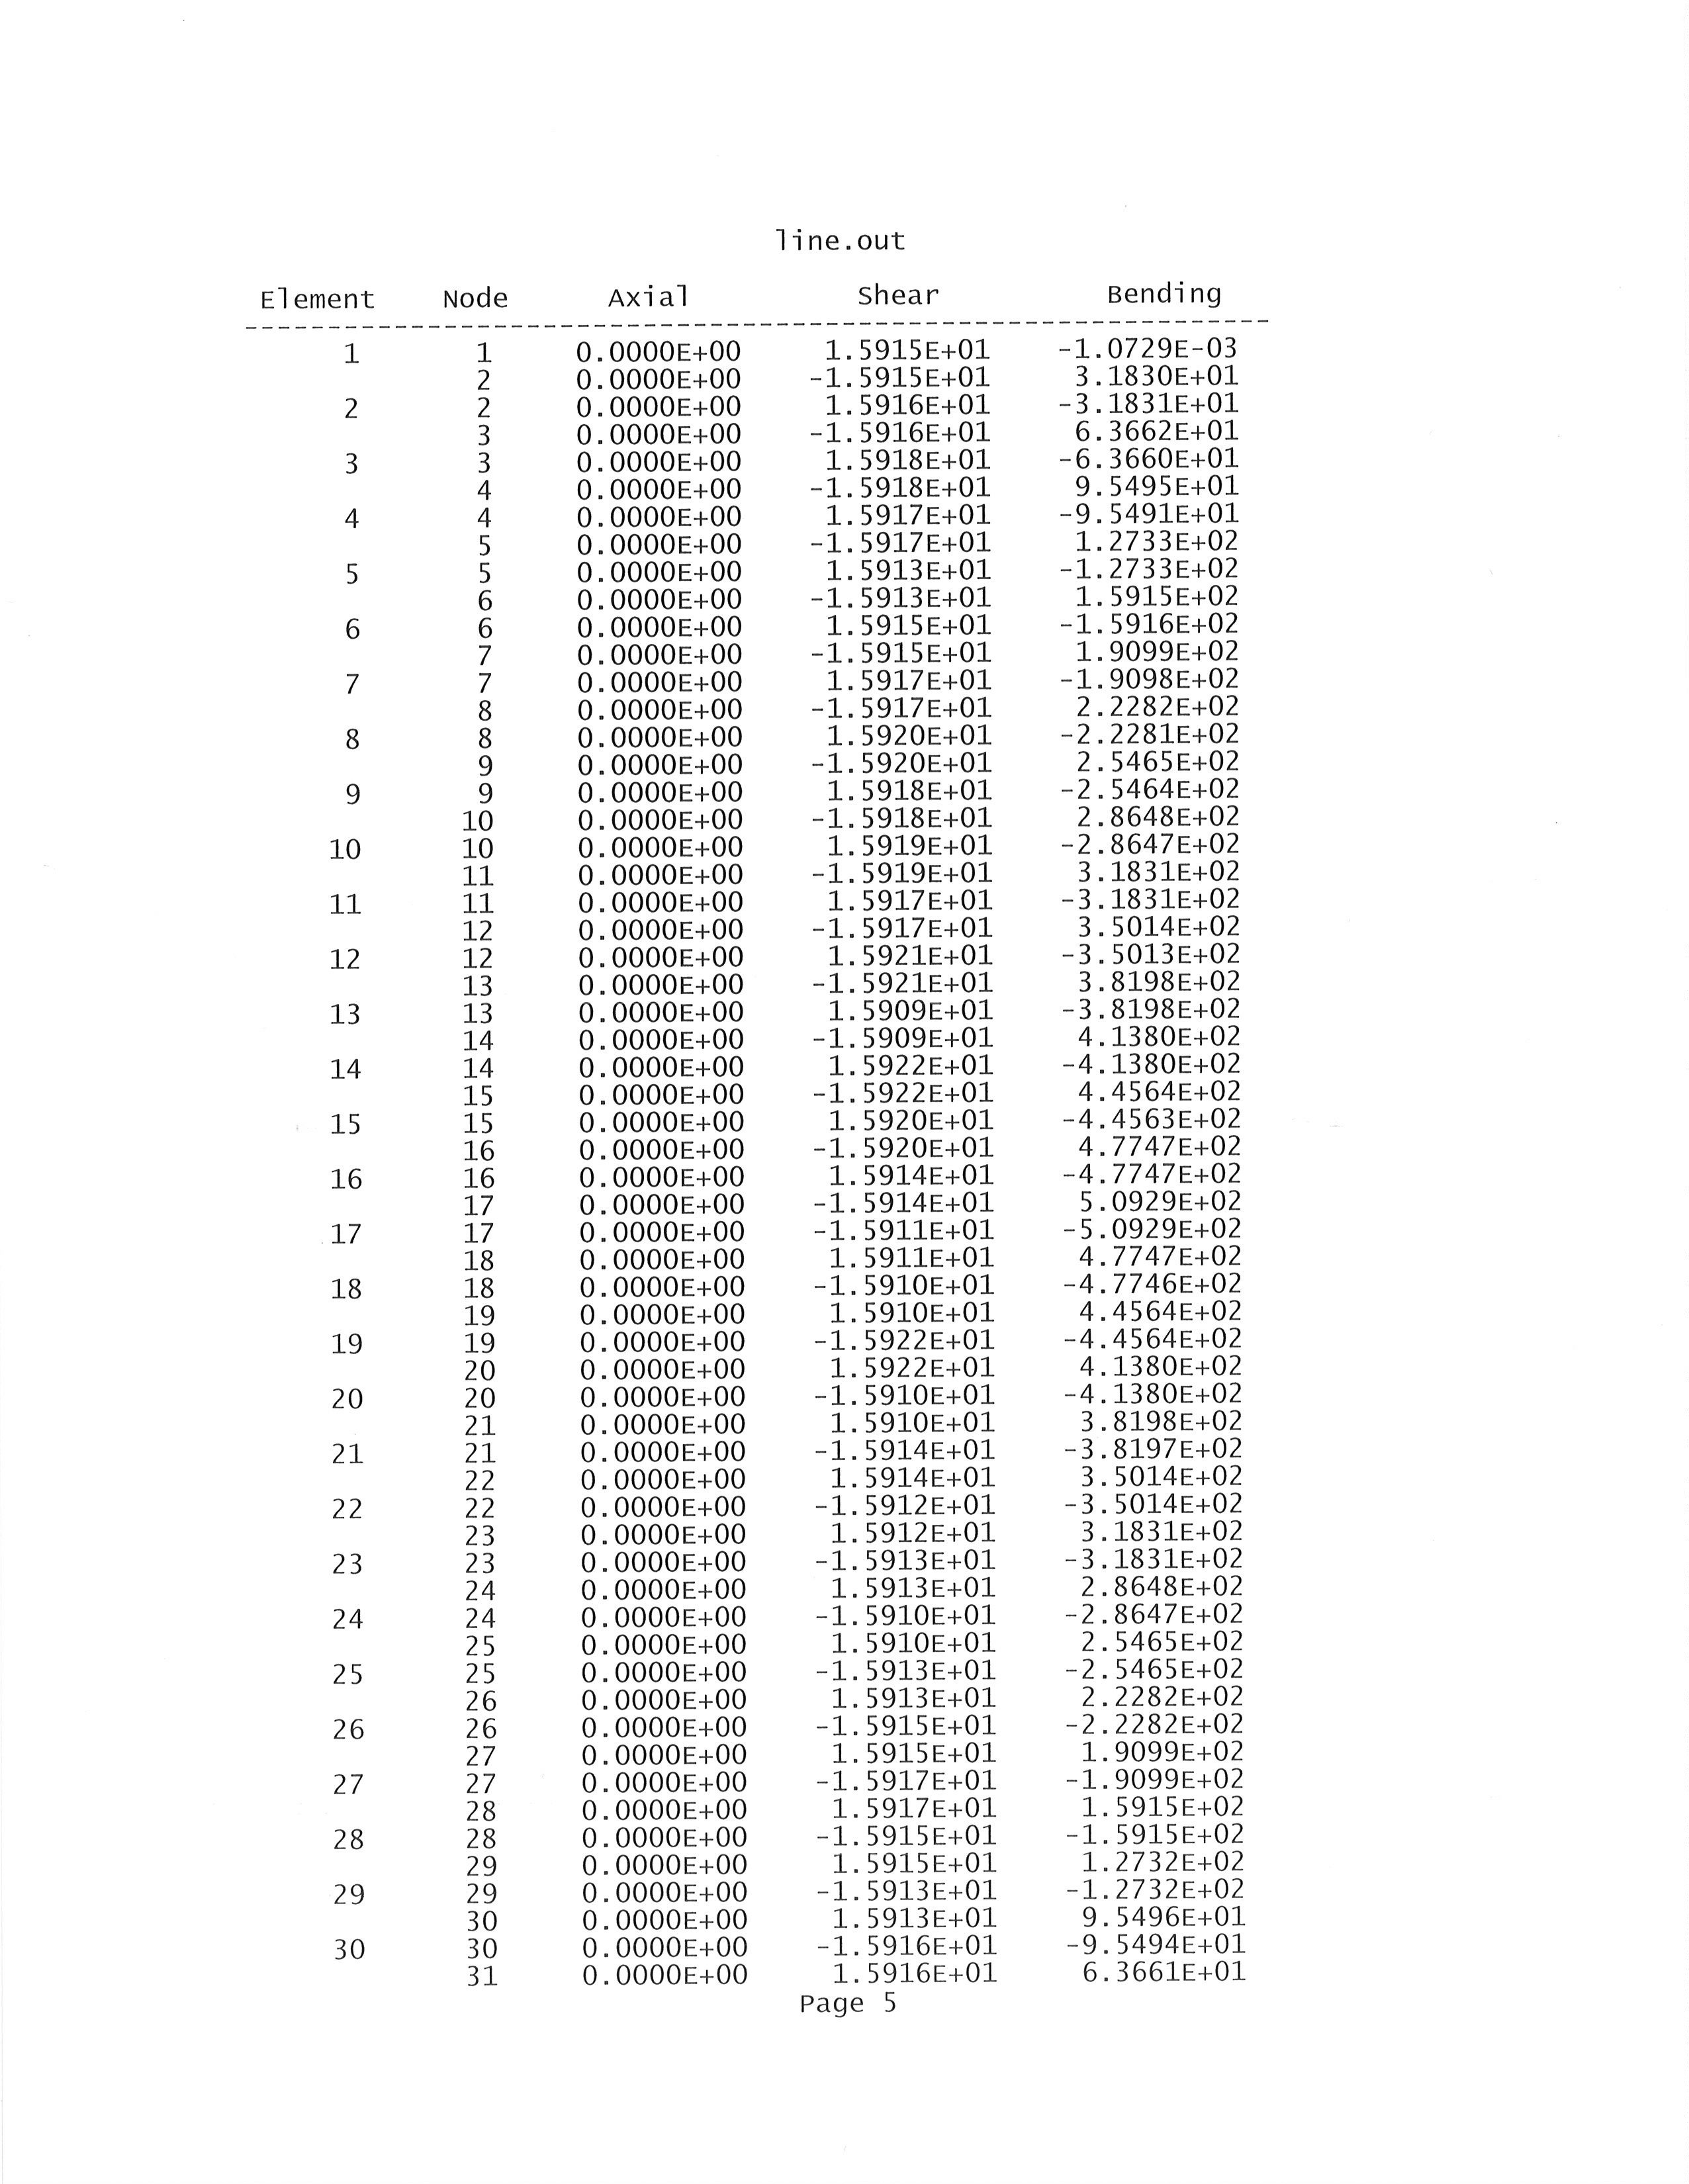 line.out
Element Node Axial Shear Bending
--------------------------------------------------------------
1 1 0.0000E+00 1.5915E+01 -1.0729E-03
2 0.0000E+00 -1.5915E+01 3.1830E+01
2 2 0.0000E+00 1.5916E+01 -3.1831E+01
3 0.0000E+00 -1.5916E+01 6.3662E+01
3 3 0.0000E+00 1.5918E+01 -6.3660E+01
4 0.0000E+00 -1.5918E+01 9.5495E+01
4 4 0.0000E+00 1.5917E+01 -9.5491E+01
5 0.0000E+00 -1.5917E+01 1.2733E+02
5 5 0.0000E+00 1.5913E+01 -1.2733E+02
6 0.0000E+00 -1.5913E+01 1.5915E+02
6 6 0.0000E+00 1.5915E+01 -1.5916E+02
7 0.0000E+00 -1.5915E+01 1.9099E+02
7 7 0.0000E+00 1.5917E+01 -1.9098E+02
8 0.0000E+00 -1.5917E+01 2.2282E+02
8 8 0.0000E+00 1.5920E+01 -2.2281E+02
9 0.0000E+00 -1.5920E+01 2.5465E+02
9 9 0.0000E+00 1.5918E+01 -2.5464E+02
10 0.0000E+00 -1.5918E+01 2.8648E+02
10 10 0.0000E+00 1.5919E+01 -2.8647E+02
11 0.0000E+00 -1.5919E+01 3.1831E+02
11 11 0.0000E+00 1.5917E+01 -3.1831E+02
12 0.0000E+00 -1.5917E+01 3.5014E+02
12 12 0.0000E+00 1.5921E+01 -3.5013E+02
13 0.0000E+00 -1.5921E+01 3.8198E+02
13 13 0.0000E+00 1.5909E+01 -3.8198E+02
14 0.0000E+00 -1.5909E+01 4.1380E+02
14 14 0.0000E+00 1.5922E+01 -4.1380E+02
15 0.0000E+00 -1.5922E+01 4.4564E+02
15 15 0.0000E+00 1.5920E+01 -4.4563E+02
16 0.0000E+00 -1.5920E+01 4.7747E+02
16 16 0.0000E+00 1.5914E+01 -4.7747E+02
17 0.0000E+00 -1.5914E+01 5.0929E+02
17 17 0.0000E+00 -1.5911E+01 -5.0929E+02
18 0.0000E+00 1.5911E+01 4.7747E+02
18 18 0.0000E+00 -1.5910E+01 -4.7746E+02
19 0.0000E+00 1.5910E+01 4.4564E+02
19 19 0.0000E+00 -1.5922E+01 -4.4564E+02
20 0.0000E+00 1.5922E+01 4.1380E+02
20 20 0.0000E+00 -1.5910E+01 -4.1380E+02
21 0.0000E+00 1.5910E+01 3.8198E+02
21 21 0.0000E+00 -1.5914E+01 -3.8197E+02
22 0.0000E+00 1.5914E+01 3.5014E+02
22 22 0.0000E+00 -1.5912E+01 -3.5014E+02
23 0.0000E+00 1.5912E+01 3.1831E+02
23 23 0.0000E+00 -1.5913E+01 -3.1831E+02
24 0.0000E+00 1.5913E+01 2.8648E+02
24 24 0.0000E+00 -1.5910E+01 -2.8647E+02
25 0.0000E+00 1.5910E+01 2.5465E+02
25 25 0.0000E+00 -1.5913E+01 -2.5465E+02
26 0.0000E+00 1.5913E+01 2.2282E+02
26 26 0.0000E+00 -1.5915E+01 -2.2282E+02
27 0.0000E+00 1.5915E+01 1.9099E+02
27 27 0.0000E+00 -1.5917E+01 -1.9099E+02
28 0.0000E+00 1.5917E+01 1.5915E+02
28 28 0.0000E+00 -1.5915E+01 -1.5915E+02
29 0.0000E+00 1.5915E+01 1.2732E+02
29 29 0.0000E+00 -1.5913E+01 -1.2732E+02
30 0.0000E+00 1.5913E+01 9.5496E+01
30 30 0.0000E+00 -1.5916E+01 -9.5494E+01
31 0.0000E+00 1.5916E+01 6.3661E+01
Page 5